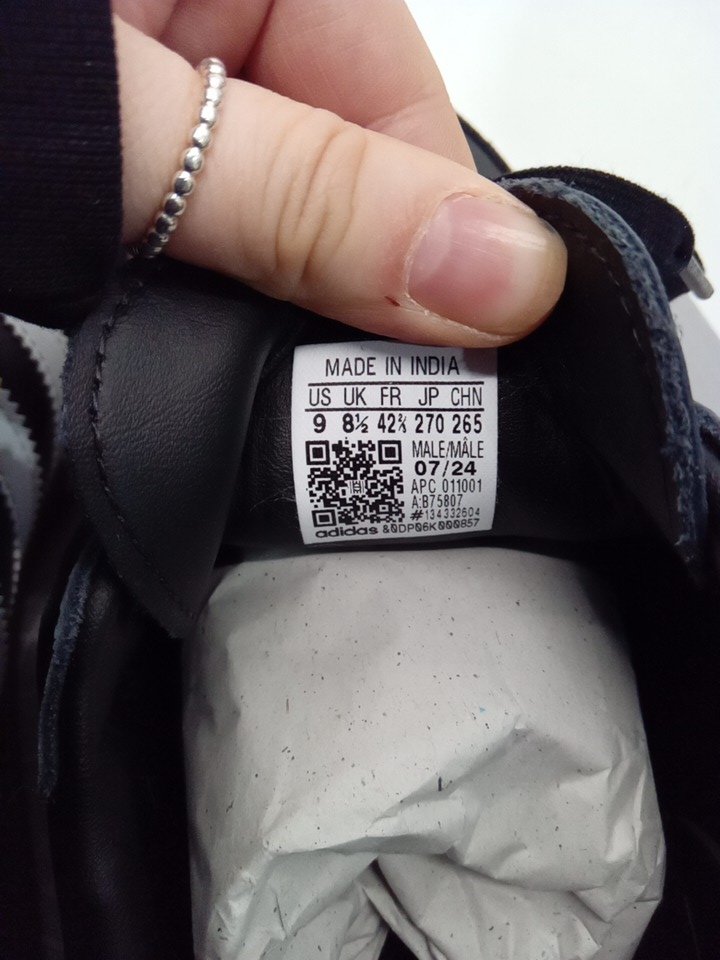 MADE IN INDIA
US UK FR JP CHN
9 8½ 42⅔ 270 265
MALE/MÂLE
07/24
APC 011001
A:B75807
#134332604
adidas &0DP06K000857